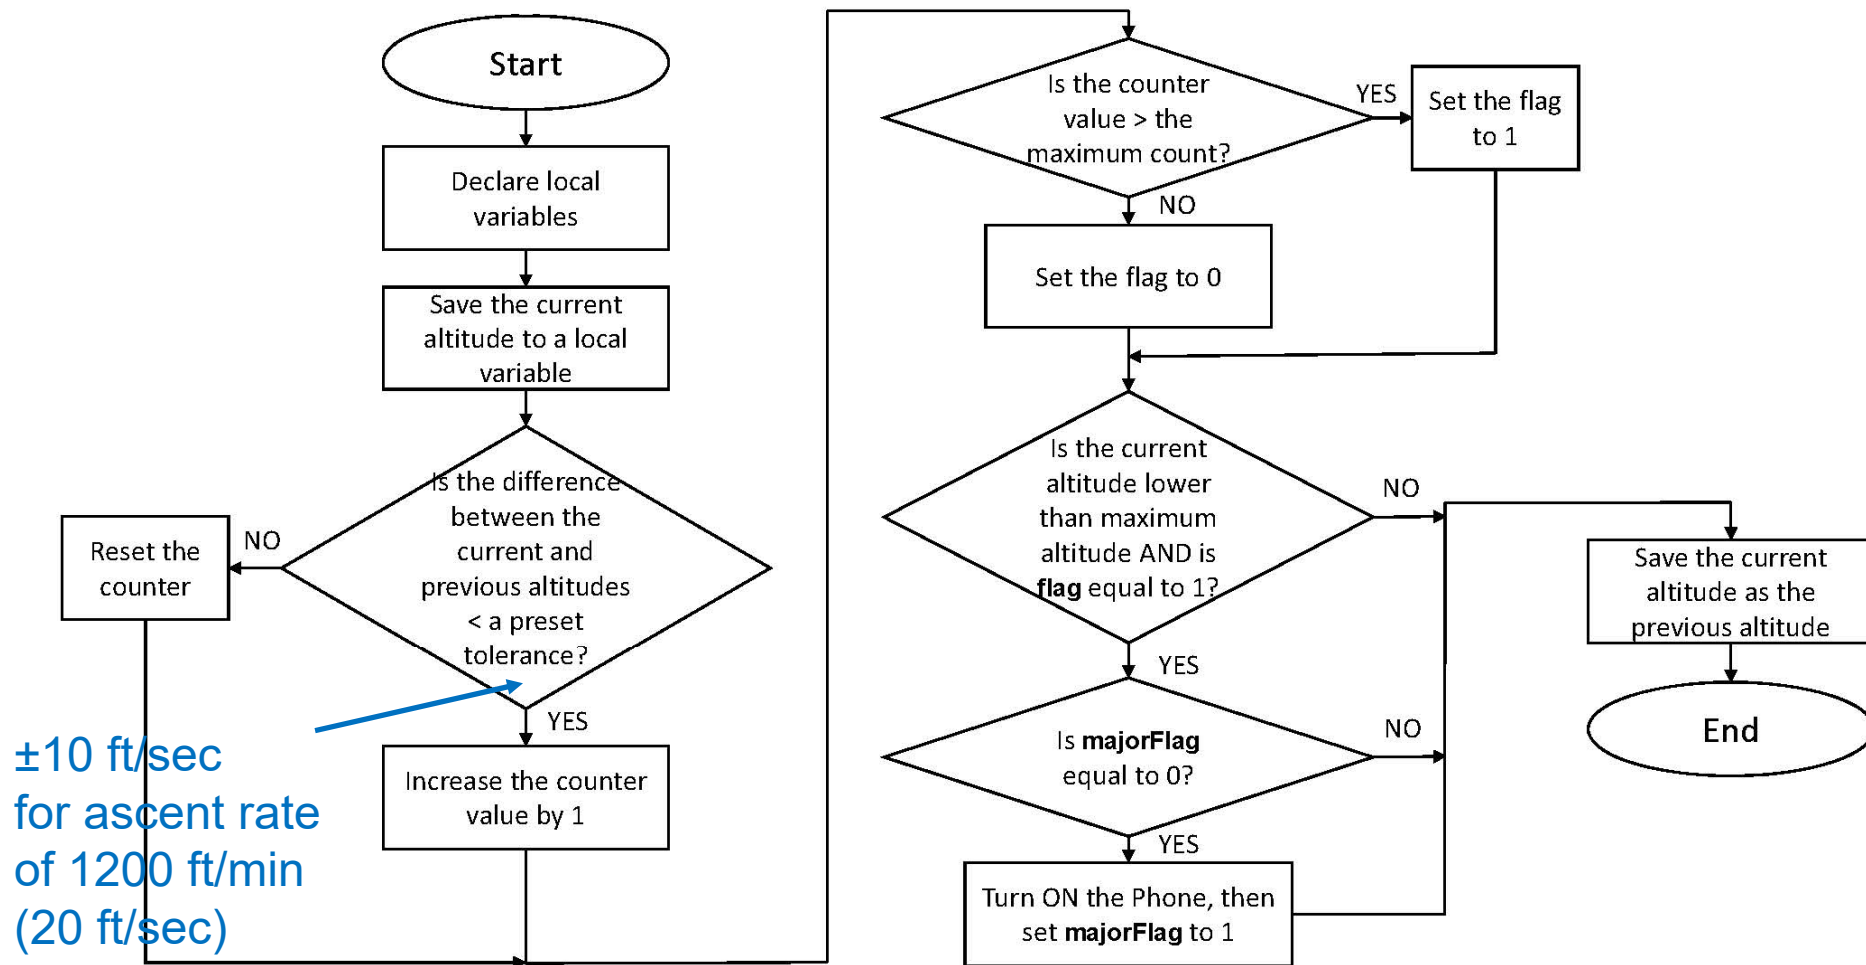 Start
Declare local
variables
Save the current
altitude to a local
variable
Is the difference
between the
current and
previous altitudes
< a preset
tolerance?
NO
Reset the
counter
YES
Increase the counter
value by 1
±10 ft/sec
for ascent rate
of 1200 ft/min
(20 ft/sec)
Is the counter
value > the
maximum count?
YES
Set the flag
to 1
NO
Set the flag to 0
Is the current
altitude lower
than maximum
altitude AND is
flag equal to 1?
NO
YES
Is majorFlag
equal to 0?
NO
YES
Turn ON the Phone, then
set majorFlag to 1
Save the current
altitude as the
previous altitude
End